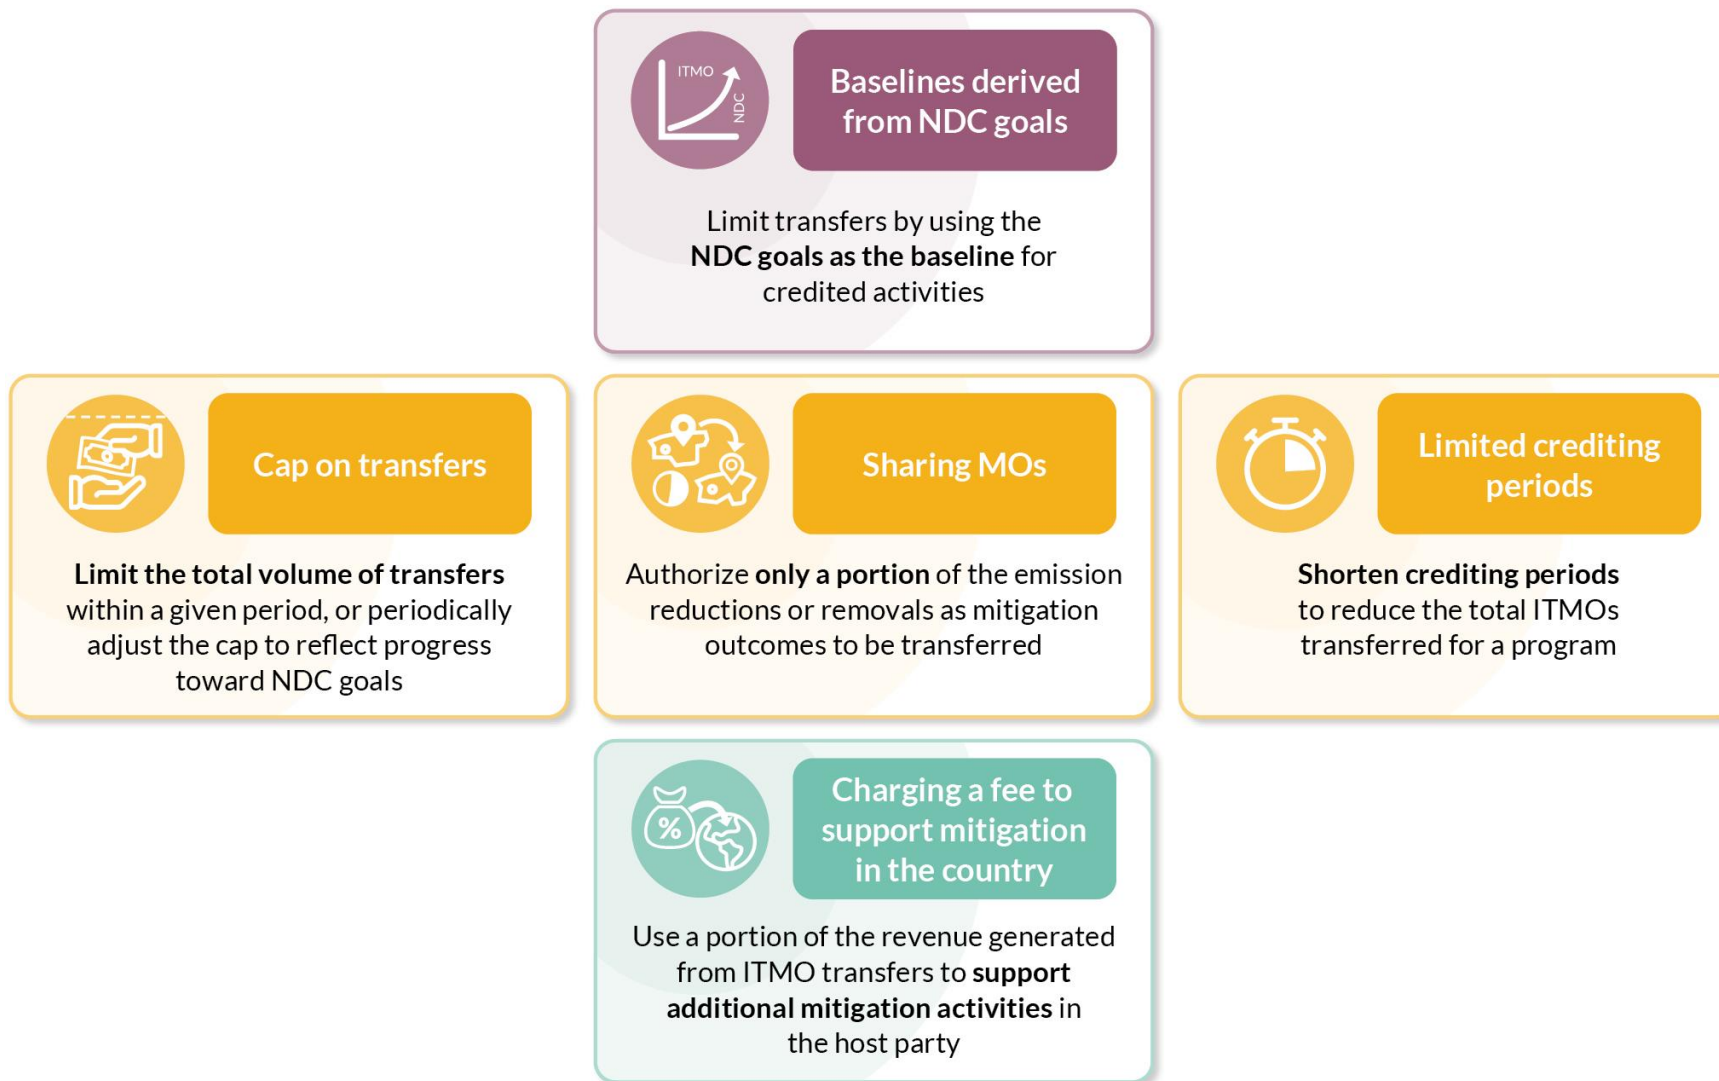 ITMO
NDC
Baselines derived
from NDC goals
Limit transfers by using the
NDC goals as the baseline for
credited activities
Cap on transfers
Limit the total volume of transfers
within a given period, or periodically
adjust the cap to reflect progress
toward NDC goals
Sharing MOs
Authorize only a portion of the emission
reductions or removals as mitigation
outcomes to be transferred
Limited crediting
periods
Shorten crediting periods
to reduce the total ITMOs
transferred for a program
%
Charging a fee to
support mitigation
in the country
Use a portion of the revenue generated
from ITMO transfers to support
additional mitigation activities in
the host party